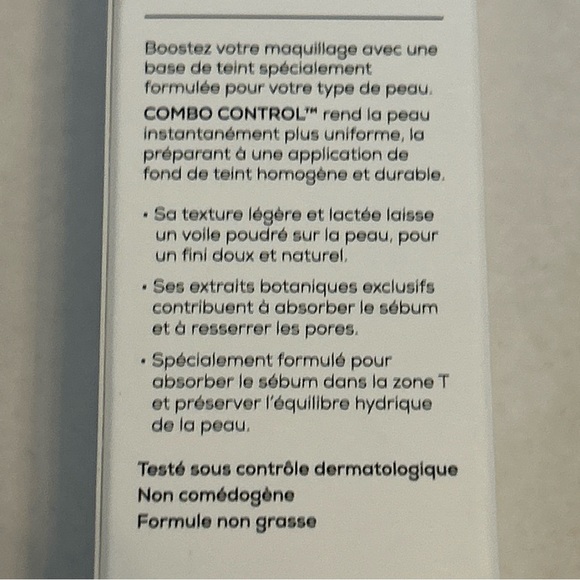 Boostez votre maquillage avec une
base de teint spécialement
formulée pour votre type de peau.
COMBO CONTROL™ rend la peau
instantanément plus uniforme, la
préparant à une application de
fond de teint homogène et durable.
• Sa texture légère et lactée laisse
un voile poudré sur la peau, pour
un fini doux et naturel.
• Ses extraits botaniques exclusifs
contribuent à absorber le sébum
et à resserrer les pores.
• Spécialement formulé pour
absorber le sébum dans la zone T
et préserver l'équilibre hydrique
de la peau.
Testé sous contrôle dermatologique
Non comédogène
Formule non grasse